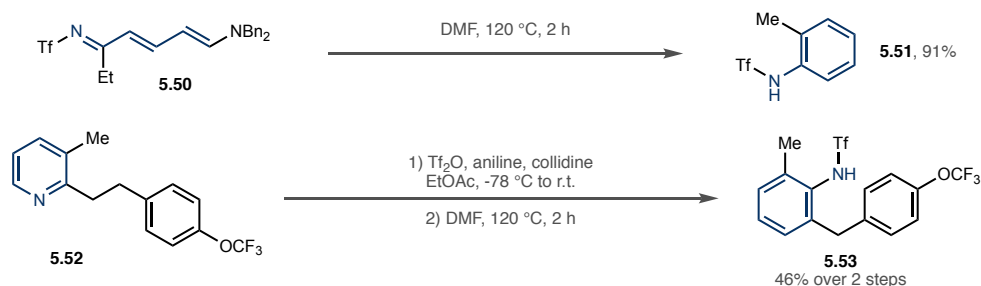 N
Tf
NBn₂
Et
5.50
DMF, 120 °C, 2 h
Me
Tf
N
H
5.51, 91%
Me
N
OCF₃
5.52
1) Tf₂O, aniline, collidine
EtOAc, -78 °C to r.t.
2) DMF, 120 °C, 2 h
Me
Tf
NH
OCF₃
5.53
46% over 2 steps